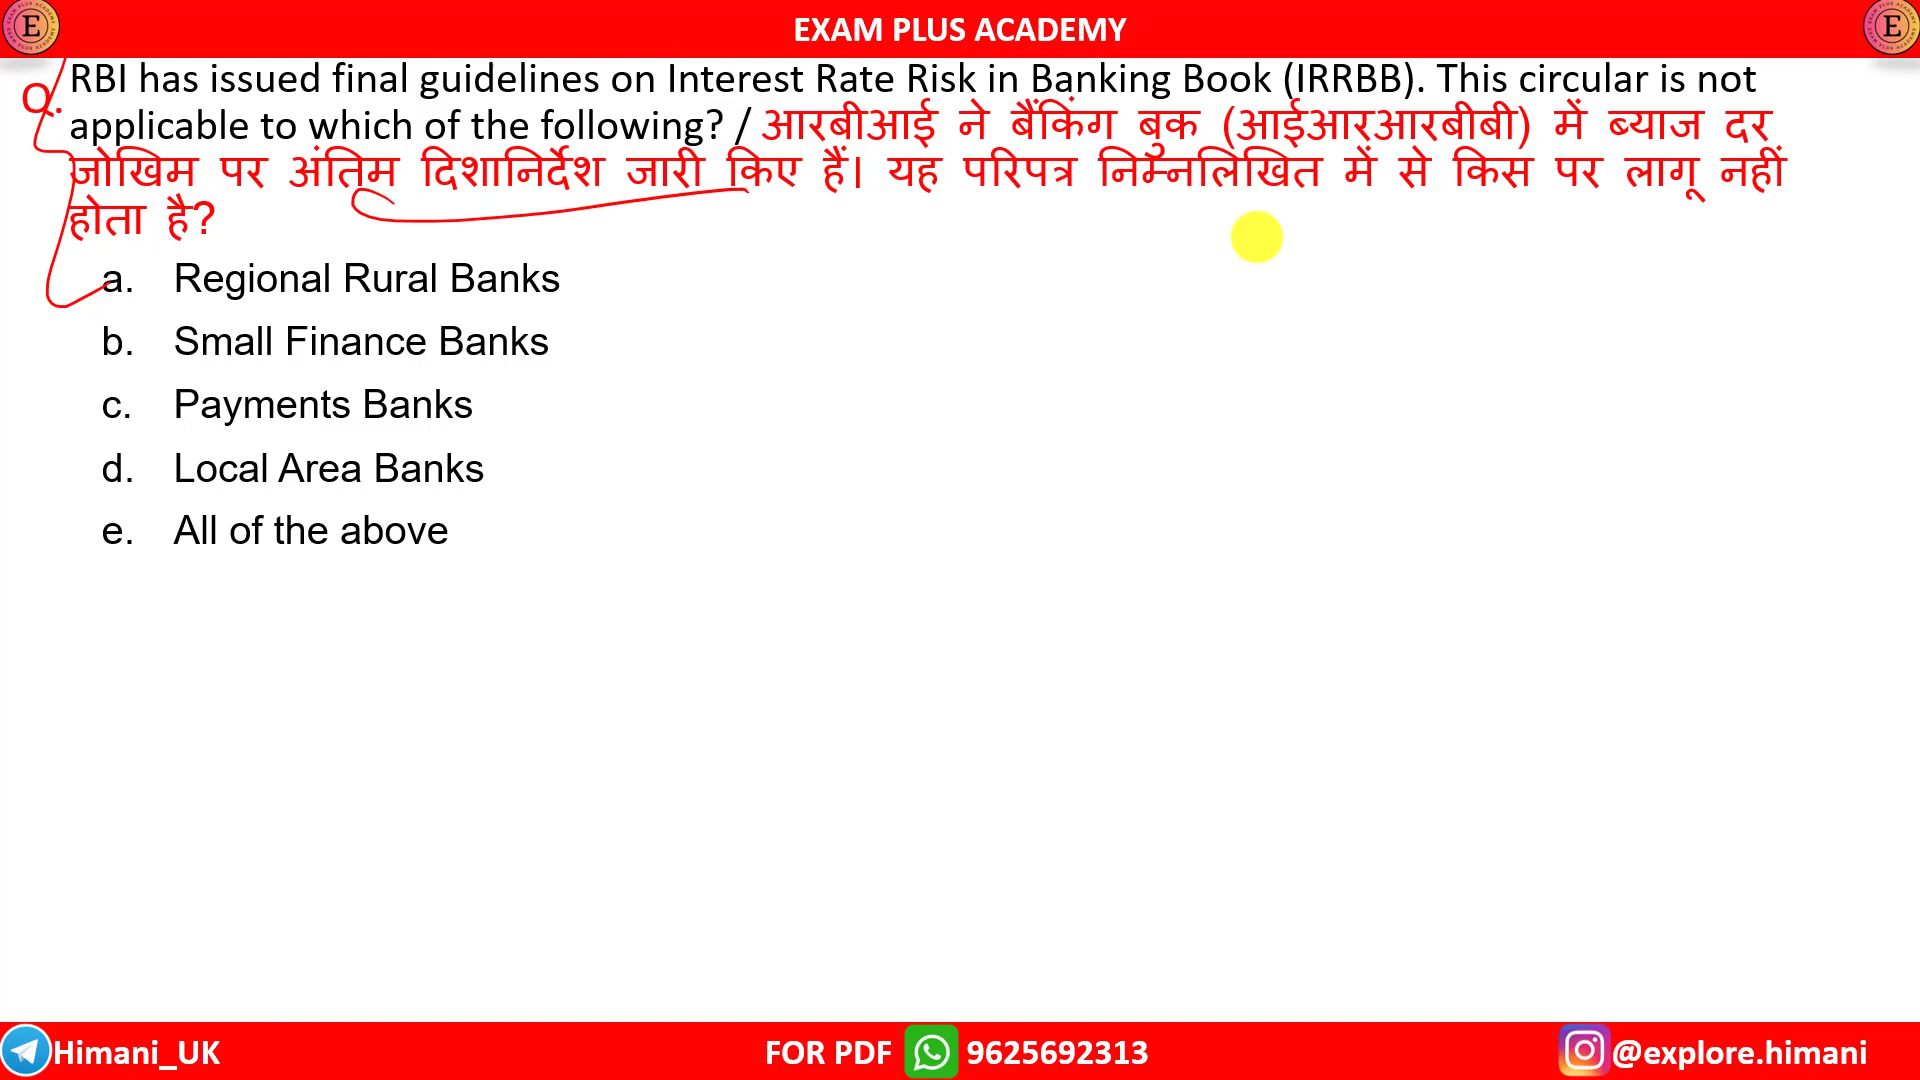 EXAM PLUS ACADEMY
Q. RBI has issued final guidelines on Interest Rate Risk in Banking Book (IRRBB). This circular is not
applicable to which of the following? / आरबीआई ने बैंकिंग बुक (आईआरआरबीबी) में ब्याज दर
जोखिम पर अंतिम दिशानिर्देश जारी किए हैं। यह परिपत्र निम्नलिखित में से किस पर लागू नहीं
होता है?
a. Regional Rural Banks
b. Small Finance Banks
c. Payments Banks
d. Local Area Banks
e. All of the above
Himani_UK FOR PDF 9625692313 @explore.himani